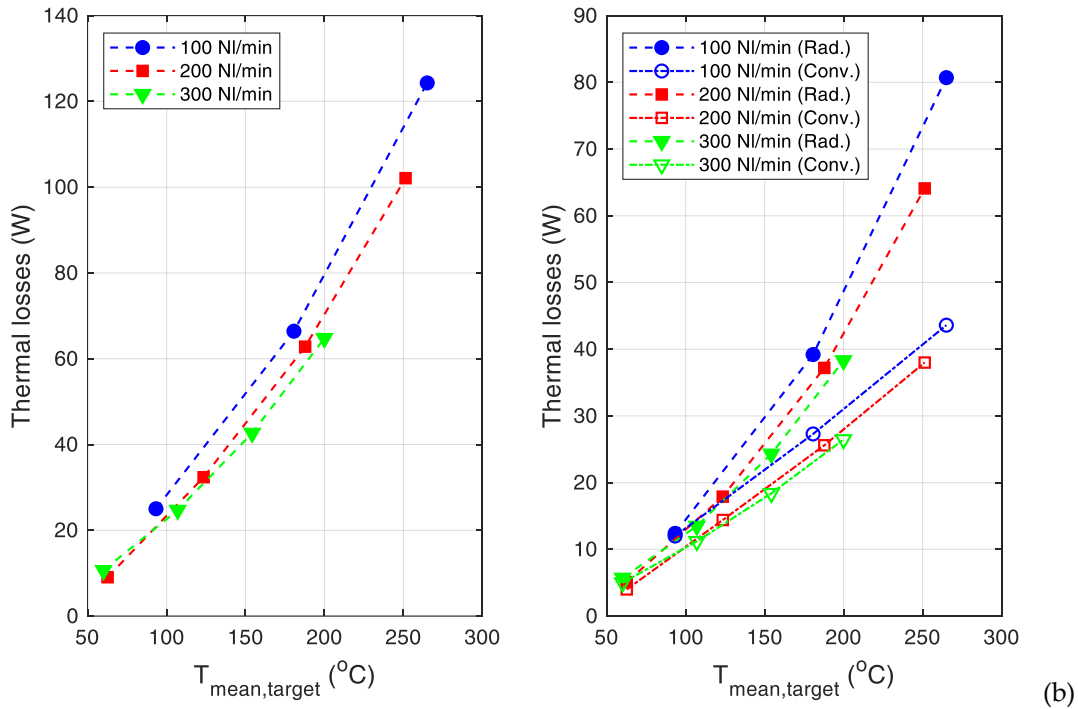 140
120
100
80
60
40
20
0
50 100 150 200 250 300
Thermal losses (W)
T_mean,target (°C)
100 Nl/min
200 Nl/min
300 Nl/min
90
80
70
60
50
40
30
20
10
0
50 100 150 200 250 300
Thermal losses (W)
T_mean,target (°C)
100 Nl/min (Rad.)
100 Nl/min (Conv.)
200 Nl/min (Rad.)
200 Nl/min (Conv.)
300 Nl/min (Rad.)
300 Nl/min (Conv.)
(b)